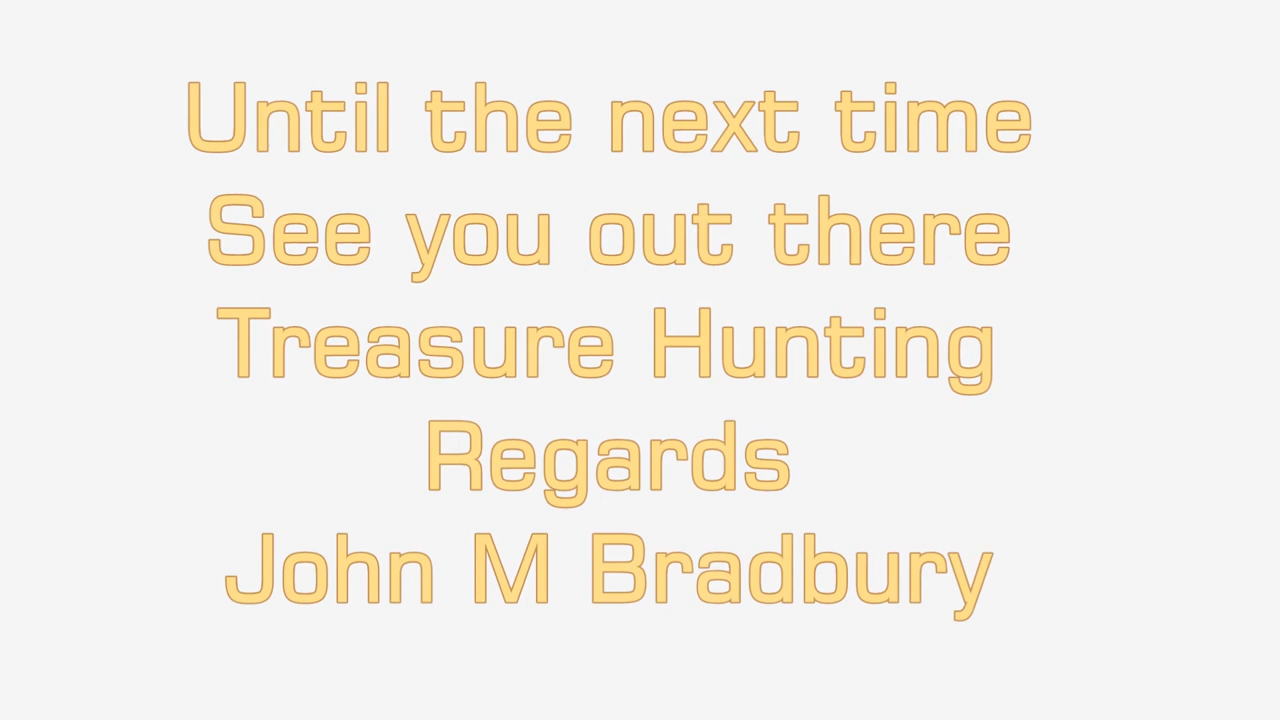 Until the next time
See you out there
Treasure Hunting
Regards
John M Bradbury